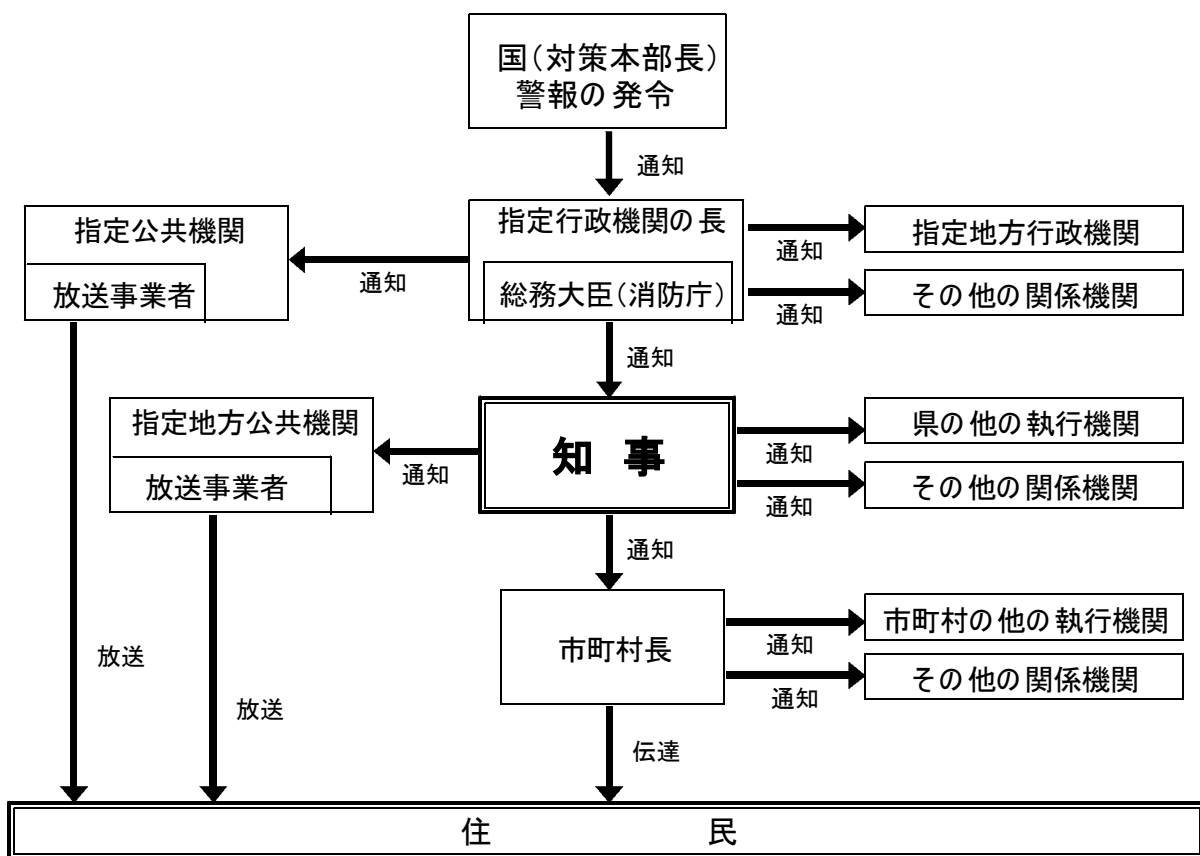 国(対策本部長)
警報の発令
通知
指定公共機関
放送事業者
通知
指定行政機関の長
総務大臣(消防庁)
通知
指定地方行政機関
通知
その他の関係機関
通知
指定地方公共機関
放送事業者
通知
知 事
通知
県の他の執行機関
通知
その他の関係機関
通知
市町村長
通知
市町村の他の執行機関
通知
その他の関係機関
放送
放送
伝達
住 民